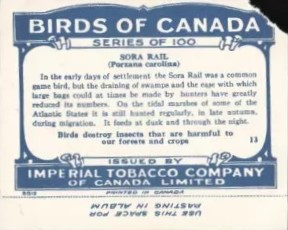 BIRDS OF CANADA
SERIES OF 100
SORA RAIL
(Porzana carolina)
In the early days of settlement the Sora Rail was a common
game bird, but the draining of swamps and the ease with which
large bags could at times be made by hunters have greatly
reduced its numbers. On the tidal marshes of some of the
Atlantic States it is still hunted regularly, in late autumn,
during migration. It feeds at dusk and through the night.
Birds destroy insects that are harmful to
our forests and crops
13
ISSUED BY
IMPERIAL TOBACCO COMPANY
OF CANADA LIMITED
PRINTED IN CANADA
USE THIS SPACE FOR
PASTING IN ALBUM